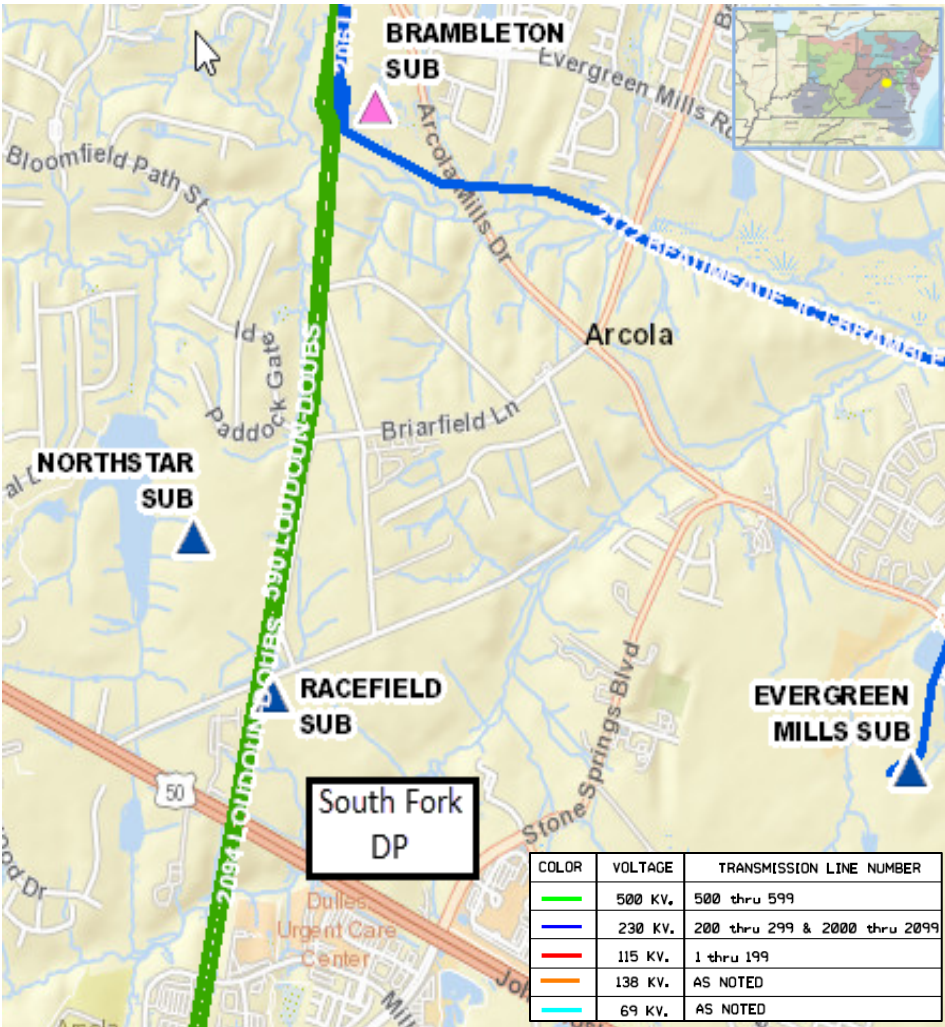 BRAMBLETON
SUB
Evergreen Mills
Bloomfield Path St
Arcola Mills Dr
2172 BEAUMEADE
Arcola
Paddock Gate
Briarfield Ln
590 LOUDOUN-DOUBS
NORTHSTAR
SUB
RACEFIELD
SUB
EVERGREEN
MILLS SUB
2094 LOUDOUN-DOUBS
50
Stone Springs Blvd
South Fork
DP
Dulles
Urgent Care
Center
COLOR VOLTAGE TRANSMISSION LINE NUMBER
500 KV. 500 thru 599
230 KV. 200 thru 299 & 2000 thru 2099
115 KV. 1 thru 199
138 KV. AS NOTED
69 KV. AS NOTED